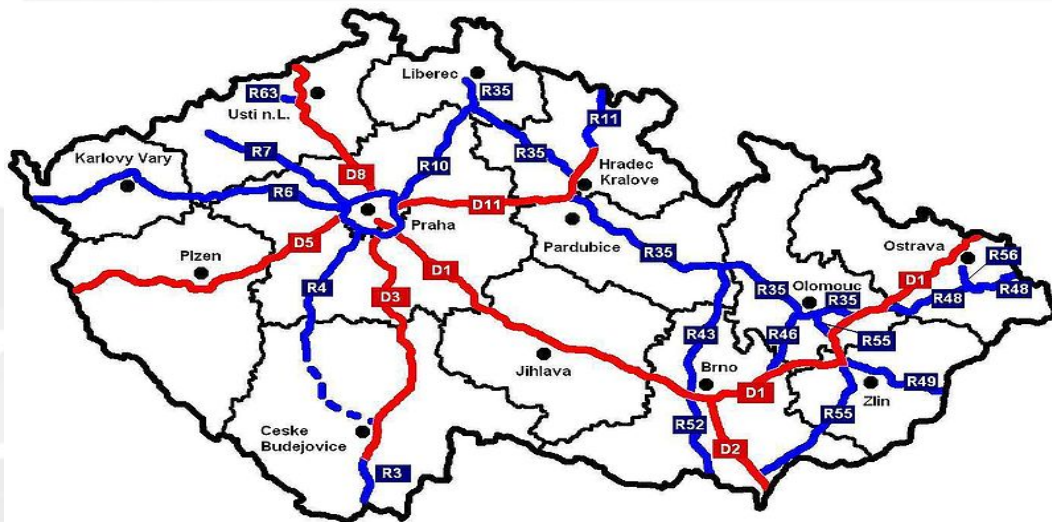 Liberec
R35
R63
Usti n.L.
R11
R7
R10
R35
Karlovy Vary
Hradec
Kralove
D8
R6
D11
Praha
Pardubice
D5
Plzen
D1
R35
Ostrava
R56
D1
R4
D3
Olomouc
R35
R35
R48
R48
R43
R46
R55
Jihlava
Brno
D1
R49
Zlin
R55
Ceske
Budejovice
R52
D2
R3